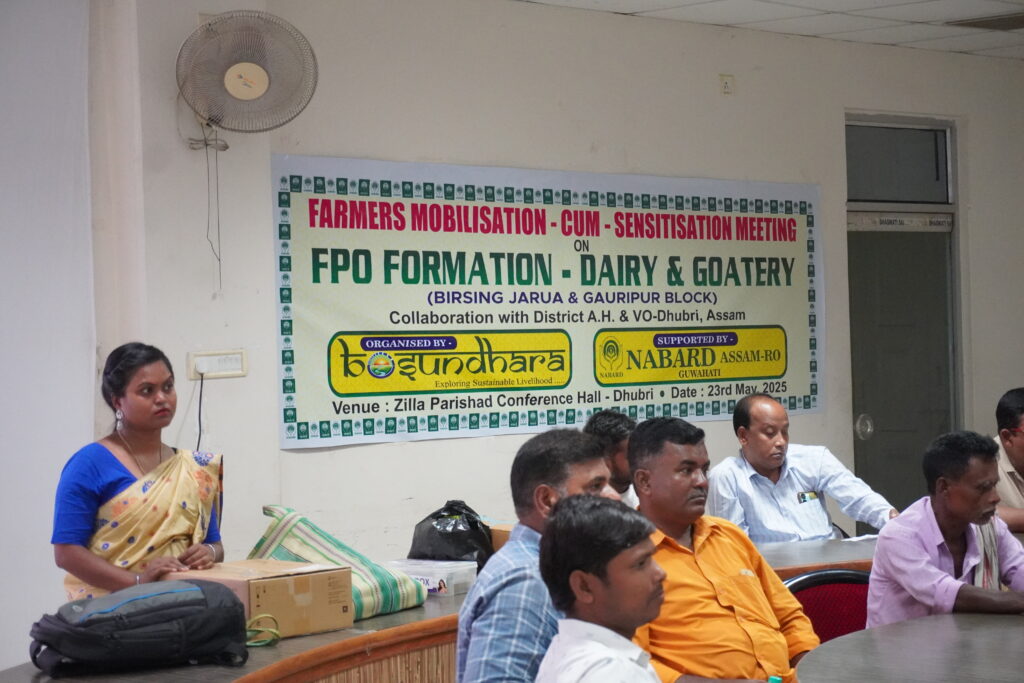 FARMERS MOBILISATION - CUM - SENSITISATION MEETING
ON
FPO FORMATION - DAIRY & GOATERY
(BIRSING JARUA & GAURIPUR BLOCK)
Collaboration with District A.H. & VO-Dhubri, Assam
ORGANISED BY -
bosundhara
Exploring Sustainable Livelihood .....
SUPPORTED BY -
NABARD
NABARD ASSAM-RO
GUWAHATI
Venue : Zilla Parishad Conference Hall - Dhubri • Date : 23rd May, 2025